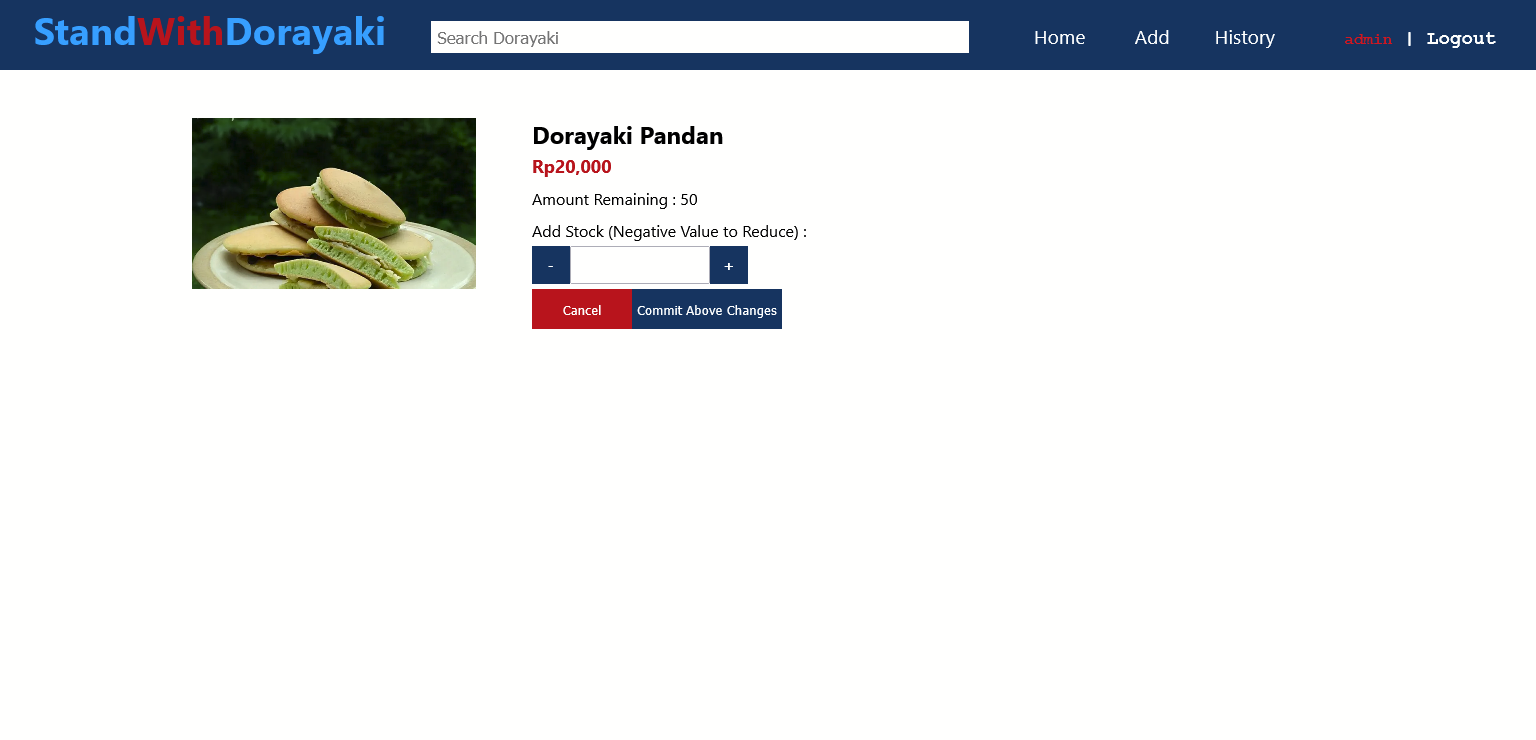 StandWithDorayaki
Search Dorayaki
Home
Add
History
admin | Logout
Dorayaki Pandan
Rp20,000
Amount Remaining : 50
Add Stock (Negative Value to Reduce) :
- +
Cancel
Commit Above Changes